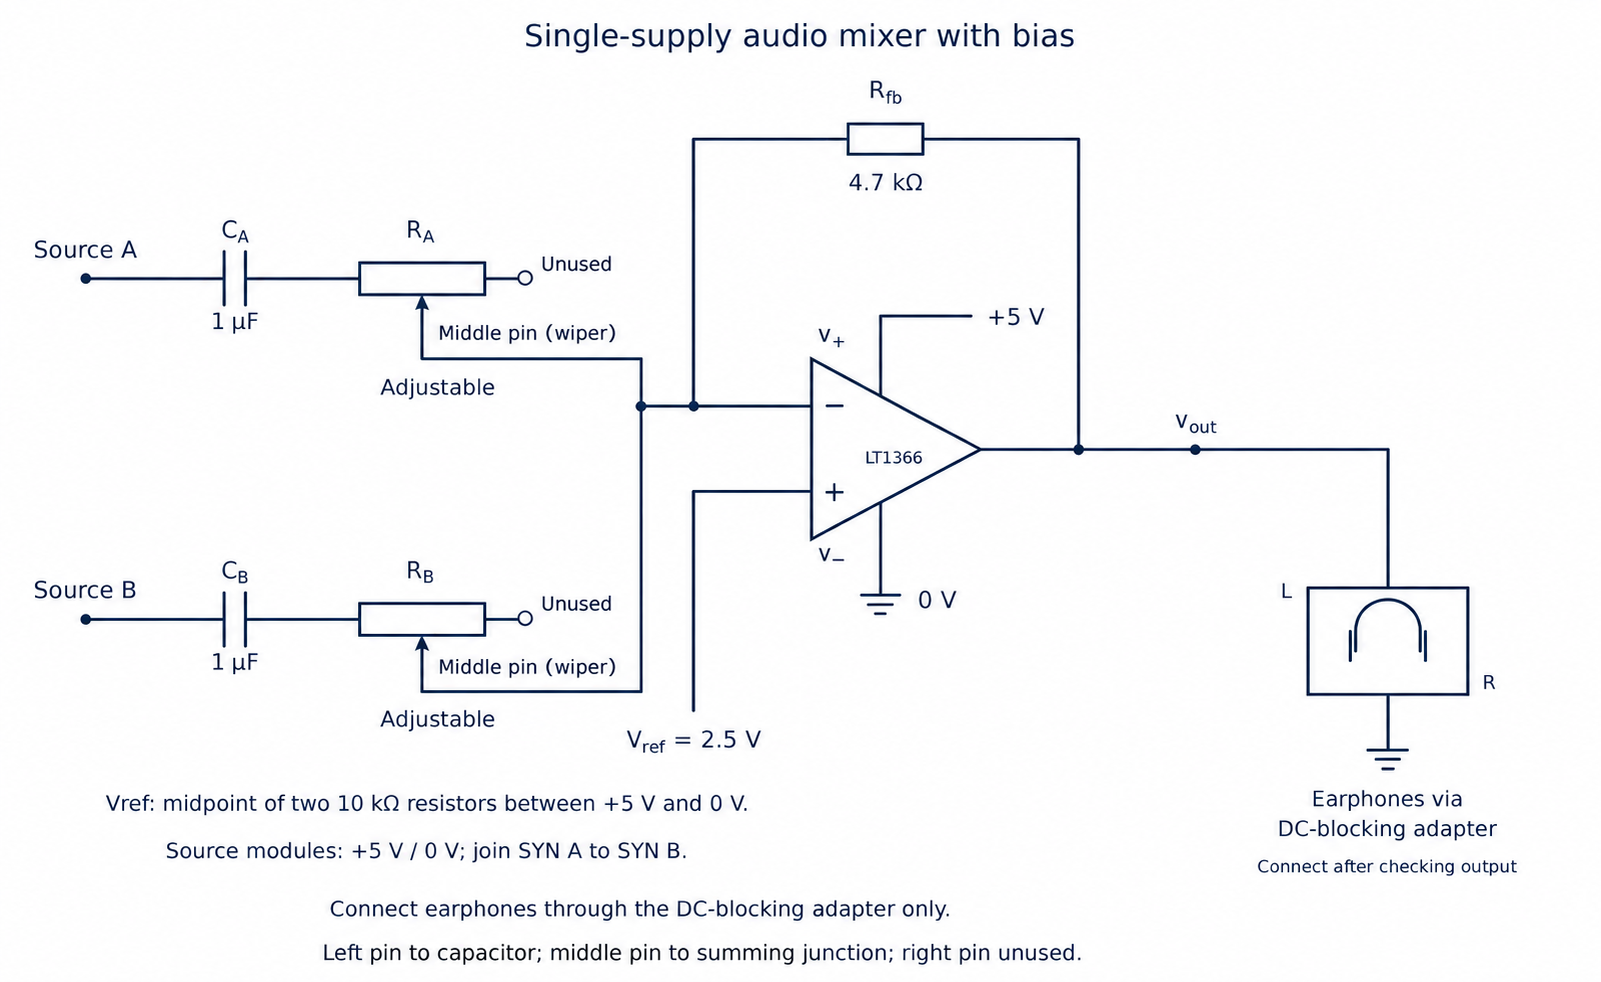 Single-supply audio mixer with bias
Rfb
4.7 kΩ
Source A
CA
1 µF
RA
Unused
Middle pin (wiper)
Adjustable
v+
+5 V
−
LT1366
+
v−
0 V
vout
Source B
CB
1 µF
RB
Unused
Middle pin (wiper)
Adjustable
Vref = 2.5 V
L
R
Earphones via
DC-blocking adapter
Connect after checking output
Vref: midpoint of two 10 kΩ resistors between +5 V and 0 V.
Source modules: +5 V / 0 V; join SYN A to SYN B.
Connect earphones through the DC-blocking adapter only.
Left pin to capacitor; middle pin to summing junction; right pin unused.